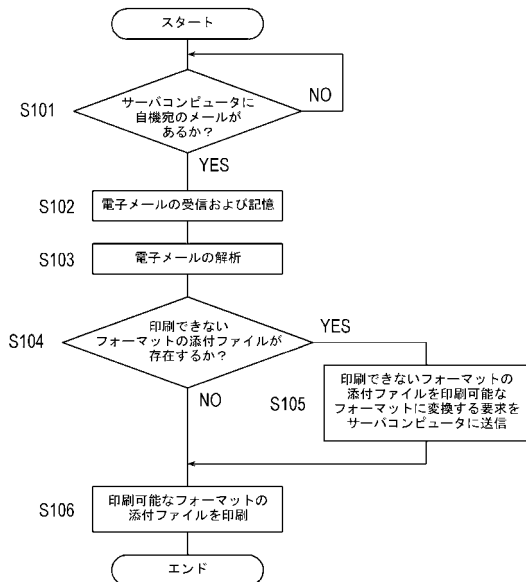 スタート
S101
サーバコンピュータに
自機宛のメールが
あるか？
NO
YES
S102
電子メールの受信および記憶
S103
電子メールの解析
S104
印刷できない
フォーマットの添付ファイルが
存在するか？
YES
NO
S105
印刷できないフォーマットの
添付ファイルを印刷可能な
フォーマットに変換する要求を
サーバコンピュータに送信
S106
印刷可能なフォーマットの
添付ファイルを印刷
エンド